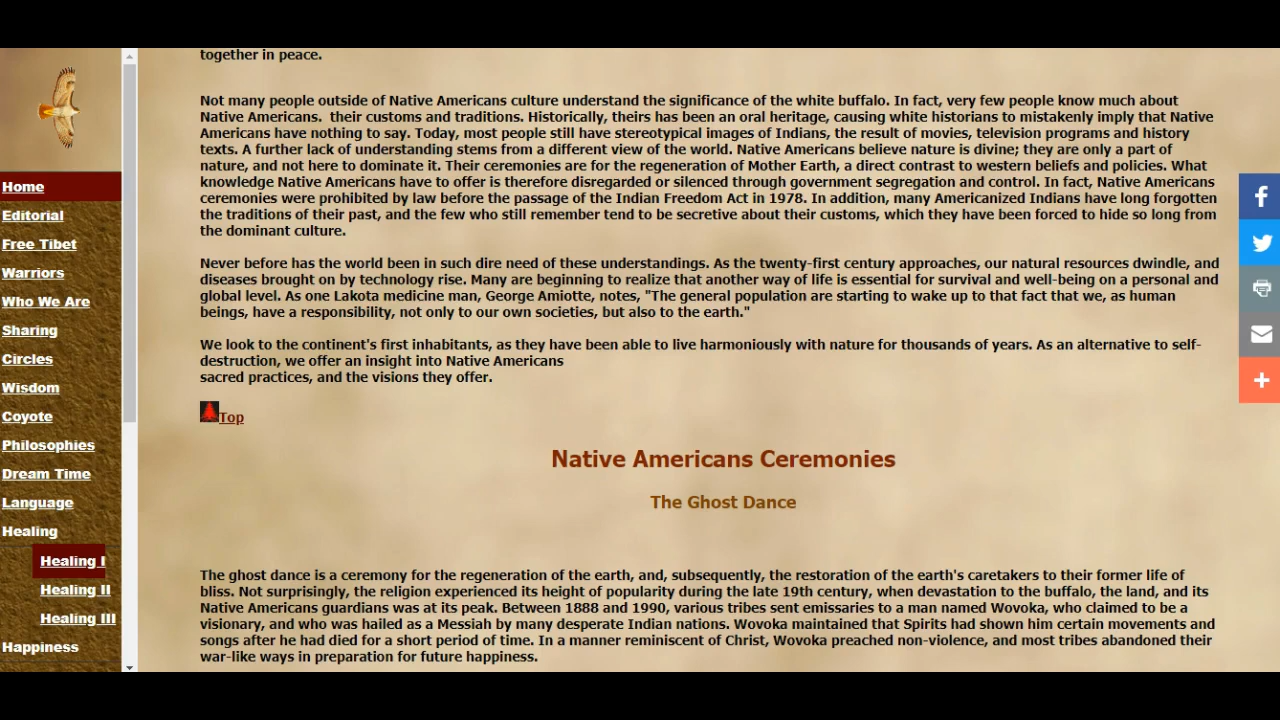 together in peace.
Not many people outside of Native Americans culture understand the significance of the white buffalo. In fact, very few people know much about
Native Americans.  their customs and traditions. Historically, theirs has been an oral heritage, causing white historians to mistakenly imply that Native
Americans have nothing to say. Today, most people still have stereotypical images of Indians, the result of movies, television programs and history
texts. A further lack of understanding stems from a different view of the world. Native Americans believe nature is divine; they are only a part of
nature, and not here to dominate it. Their ceremonies are for the regeneration of Mother Earth, a direct contrast to western beliefs and policies. What
knowledge Native Americans have to offer is therefore disregarded or silenced through government segregation and control. In fact, Native Americans
ceremonies were prohibited by law before the passage of the Indian Freedom Act in 1978. In addition, many Americanized Indians have long forgotten
the traditions of their past, and the few who still remember tend to be secretive about their customs, which they have been forced to hide so long from
the dominant culture.
Never before has the world been in such dire need of these understandings. As the twenty-first century approaches, our natural resources dwindle, and
diseases brought on by technology rise. Many are beginning to realize that another way of life is essential for survival and well-being on a personal and
global level. As one Lakota medicine man, George Amiotte, notes, "The general population are starting to wake up to that fact that we, as human
beings, have a responsibility, not only to our own societies, but also to the earth."
We look to the continent's first inhabitants, as they have been able to live harmoniously with nature for thousands of years. As an alternative to self-
destruction, we offer an insight into Native Americans
sacred practices, and the visions they offer.
Top
Native Americans Ceremonies
The Ghost Dance
The ghost dance is a ceremony for the regeneration of the earth, and, subsequently, the restoration of the earth's caretakers to their former life of
bliss. Not surprisingly, the religion experienced its height of popularity during the late 19th century, when devastation to the buffalo, the land, and its
Native Americans guardians was at its peak. Between 1888 and 1990, various tribes sent emissaries to a man named Wovoka, who claimed to be a
visionary, and who was hailed as a Messiah by many desperate Indian nations. Wovoka maintained that Spirits had shown him certain movements and
songs after he had died for a short period of time. In a manner reminiscent of Christ, Wovoka preached non-violence, and most tribes abandoned their
war-like ways in preparation for future happiness.
Home
Editorial
Free Tibet
Warriors
Who We Are
Sharing
Circles
Wisdom
Coyote
Philosophies
Dream Time
Language
Healing
Healing I
Healing II
Healing III
Happiness